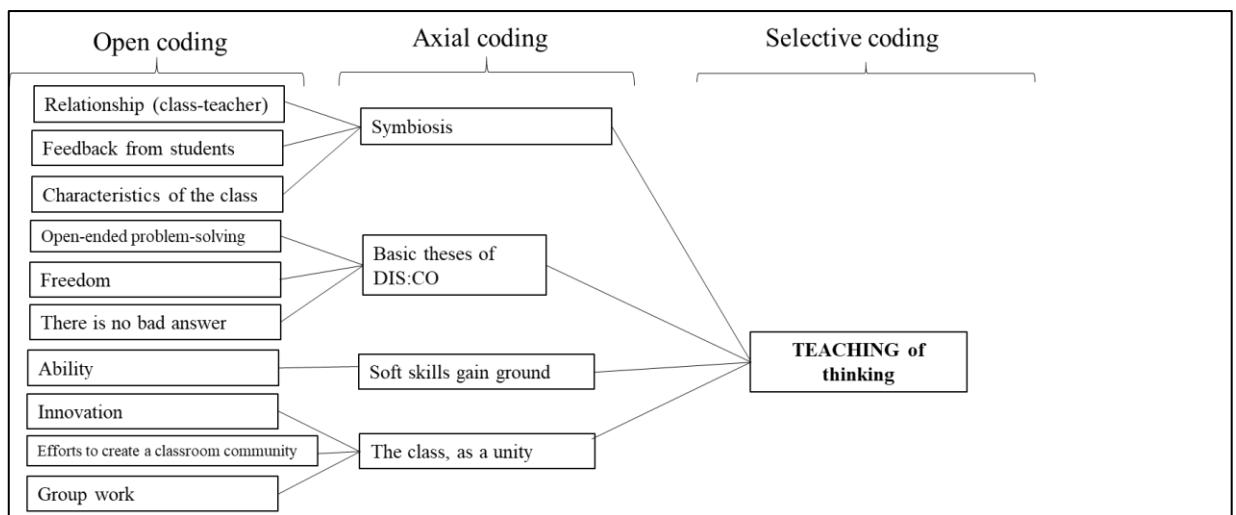 Open coding
Axial coding
Selective coding
Relationship (class-teacher)
Feedback from students
Characteristics of the class
Open-ended problem-solving
Freedom
There is no bad answer
Ability
Innovation
Efforts to create a classroom community
Group work
Symbiosis
Basic theses of
DIS:CO
Soft skills gain ground
The class, as a unity
TEACHING of
thinking